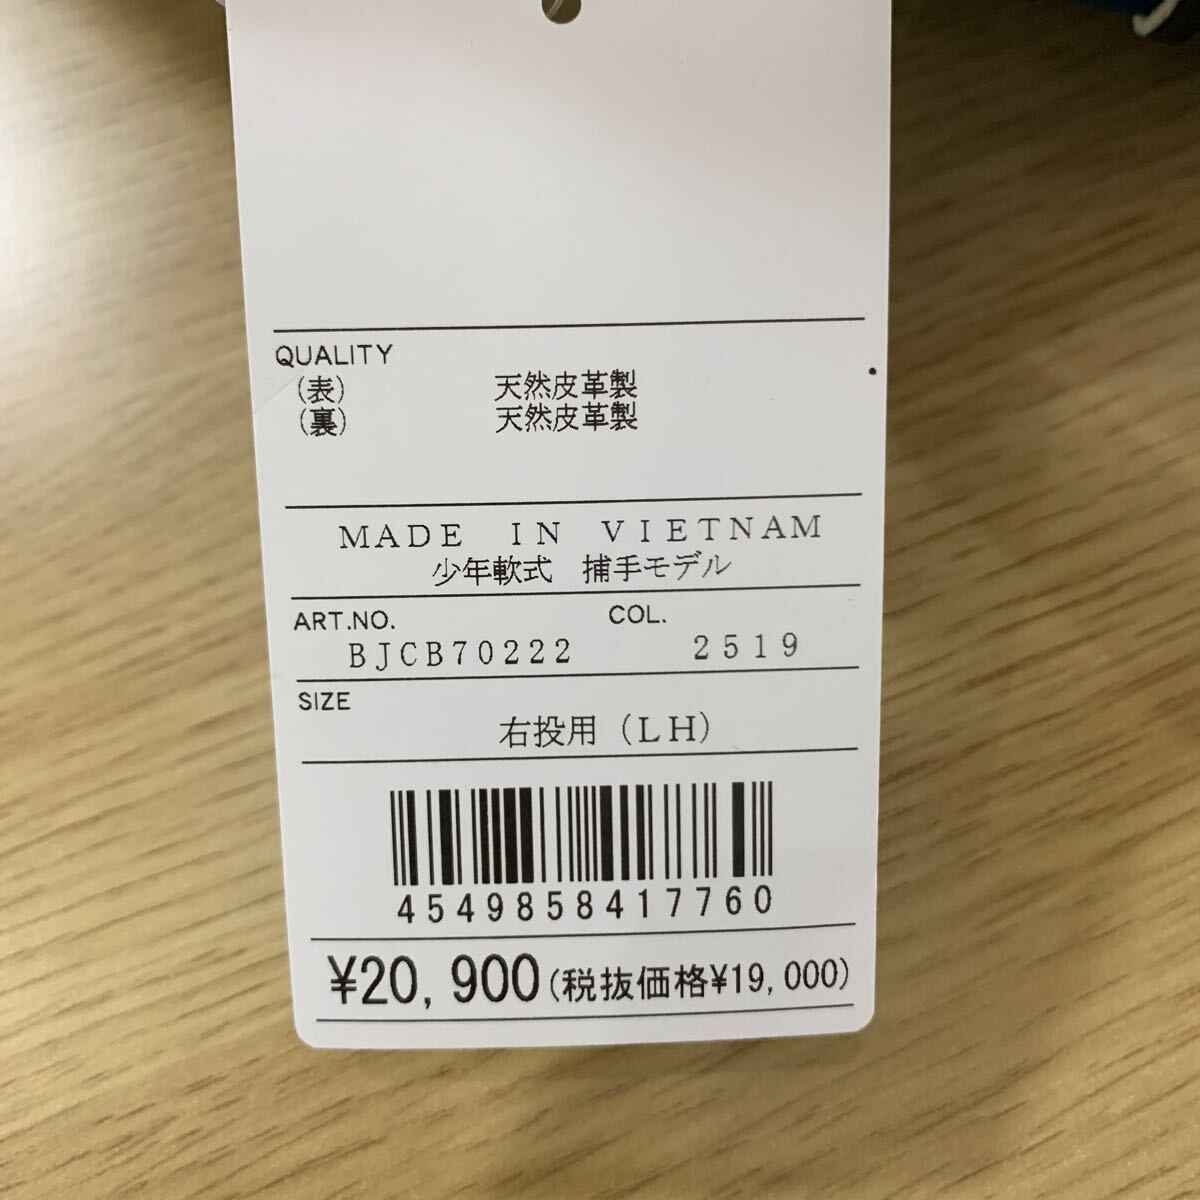 QUALITY
(表) 天然皮革製
(裏) 天然皮革製
MADE IN VIETNAM
少年軟式 捕手モデル
ART.NO. COL.
BJCB70222 2519
SIZE
右投用(LH)
4549858417760
¥20,900(税抜価格¥19,000)